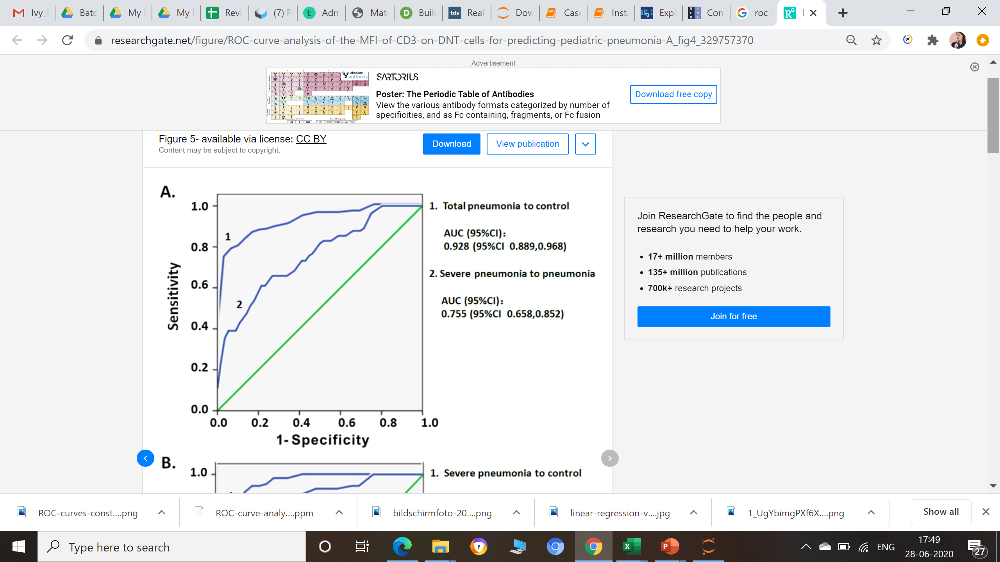 Ivy_
Batc
My
My
Revi
(7) R
t:
Adm
Mat
D
Buil
tds
Real
Dow
Case
Insta
Expl
MED
+ML
Com
roc
researchgate.net/figure/ROC-curve-analysis-of-the-MFI-of-CD3-on-DNT-cells-for-predicting-pediatric-pneumonia-A_fig4_329757370
Advertisement
absolute
antibody
SARTORIUS
Poster: The Periodic Table of Antibodies
View the various antibody formats categorized by number of
specificities, and as Fc containing, fragments, or Fc fusion
Download free copy
Figure 5- available via license: CC BY
Content may be subject to copyright.
Download
View publication
A.
1.0
0.8
0.6
0.4
0.2
0.0
Sensitivity
1
2
0.0 0.2 0.4 0.6 0.8 1.0
1- Specificity
1. Total pneumonia to control
AUC (95%CI):
0.928 (95%CI 0.889,0.968)
2. Severe pneumonia to pneumonia
AUC (95%CI):
0.755 (95%CI 0.658,0.852)
B.
1.0
1. Severe pneumonia to control
Join ResearchGate to find the people and
research you need to help your work.
• 17+ million members
• 135+ million publications
• 700k+ research projects
Join for free
ROC-curves-const....png
ROC-curve-analy....ppm
bildschirmfoto-20....png
linear-regression-v....jpg
1_UgYbimgPXf6X....png
Show all
Type here to search
ENG
17:49
28-06-2020
27